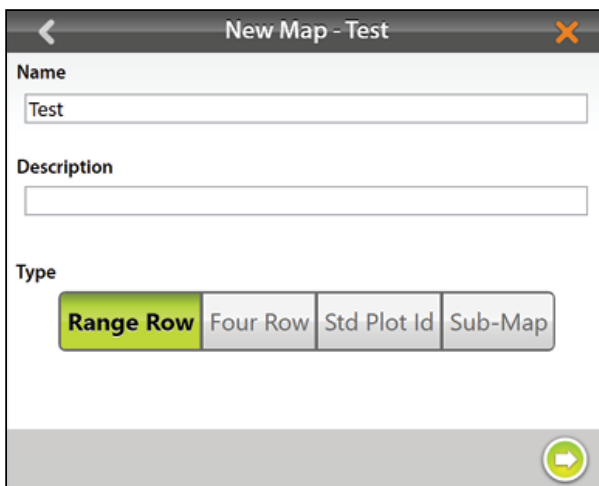 New Map - Test
Name
Test
Description
Type
Range Row Four Row Std Plot Id Sub-Map